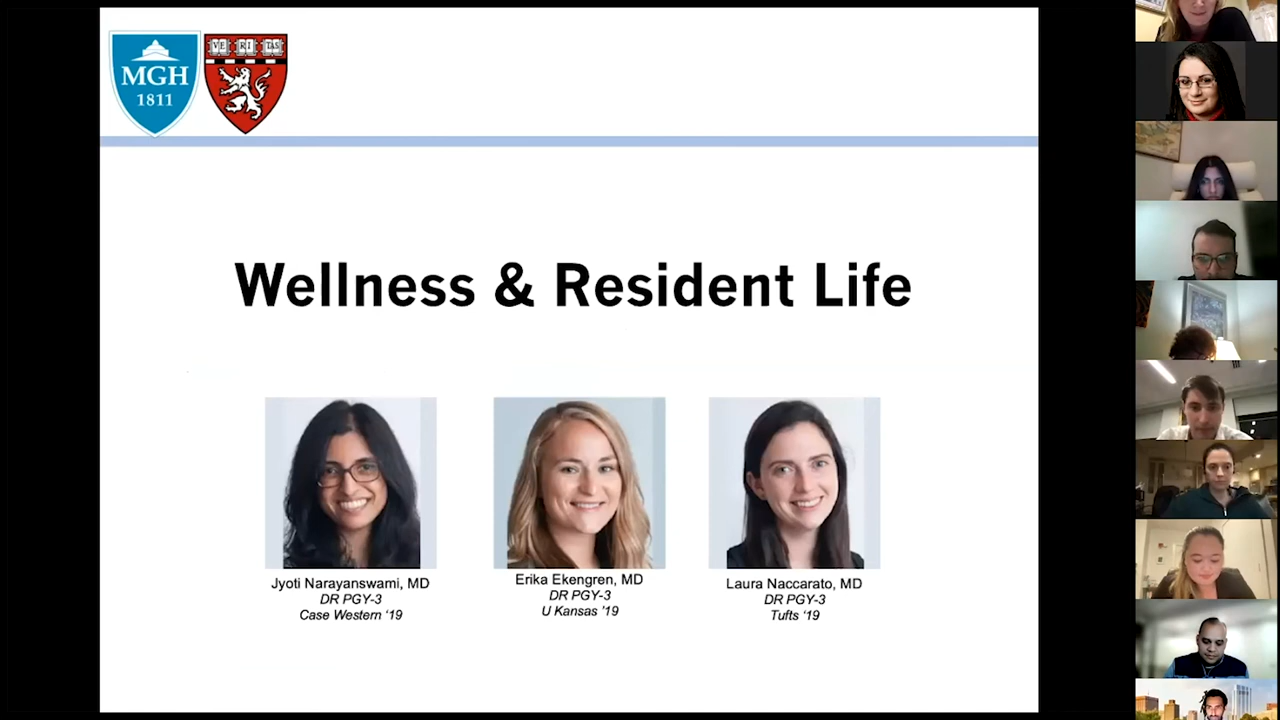 MGH
1811
VE RI TAS
Wellness & Resident Life
Jyoti Narayanswami, MD
DR PGY-3
Case Western ‘19
Erika Ekengren, MD
DR PGY-3
U Kansas ’19
Laura Naccarato, MD
DR PGY-3
Tufts ‘19